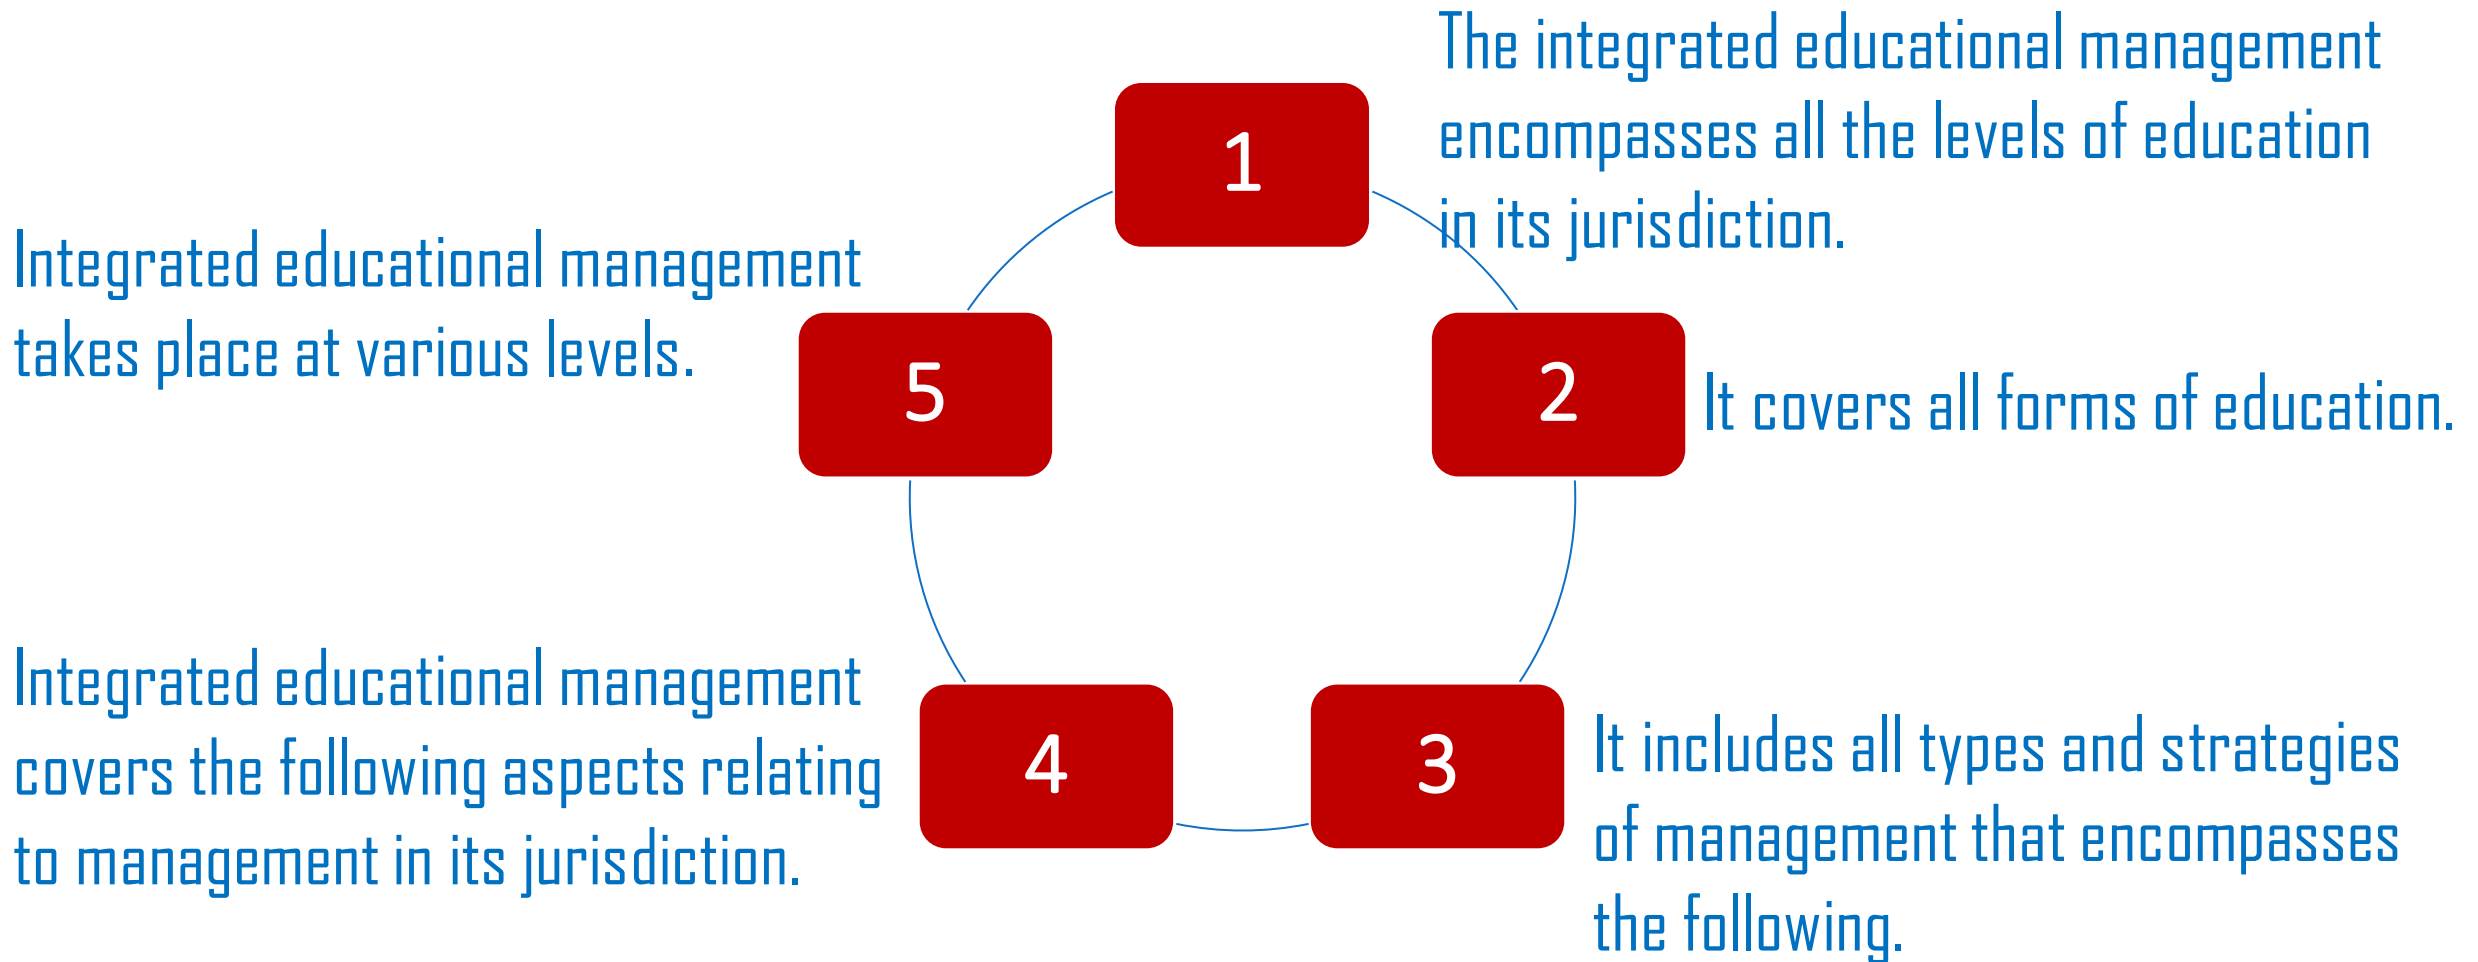 1
The integrated educational management
encompasses all the levels of education
in its jurisdiction.
2
It covers all forms of education.
3
It includes all types and strategies
of management that encompasses
the following.
4
Integrated educational management
covers the following aspects relating
to management in its jurisdiction.
5
Integrated educational management
takes place at various levels.